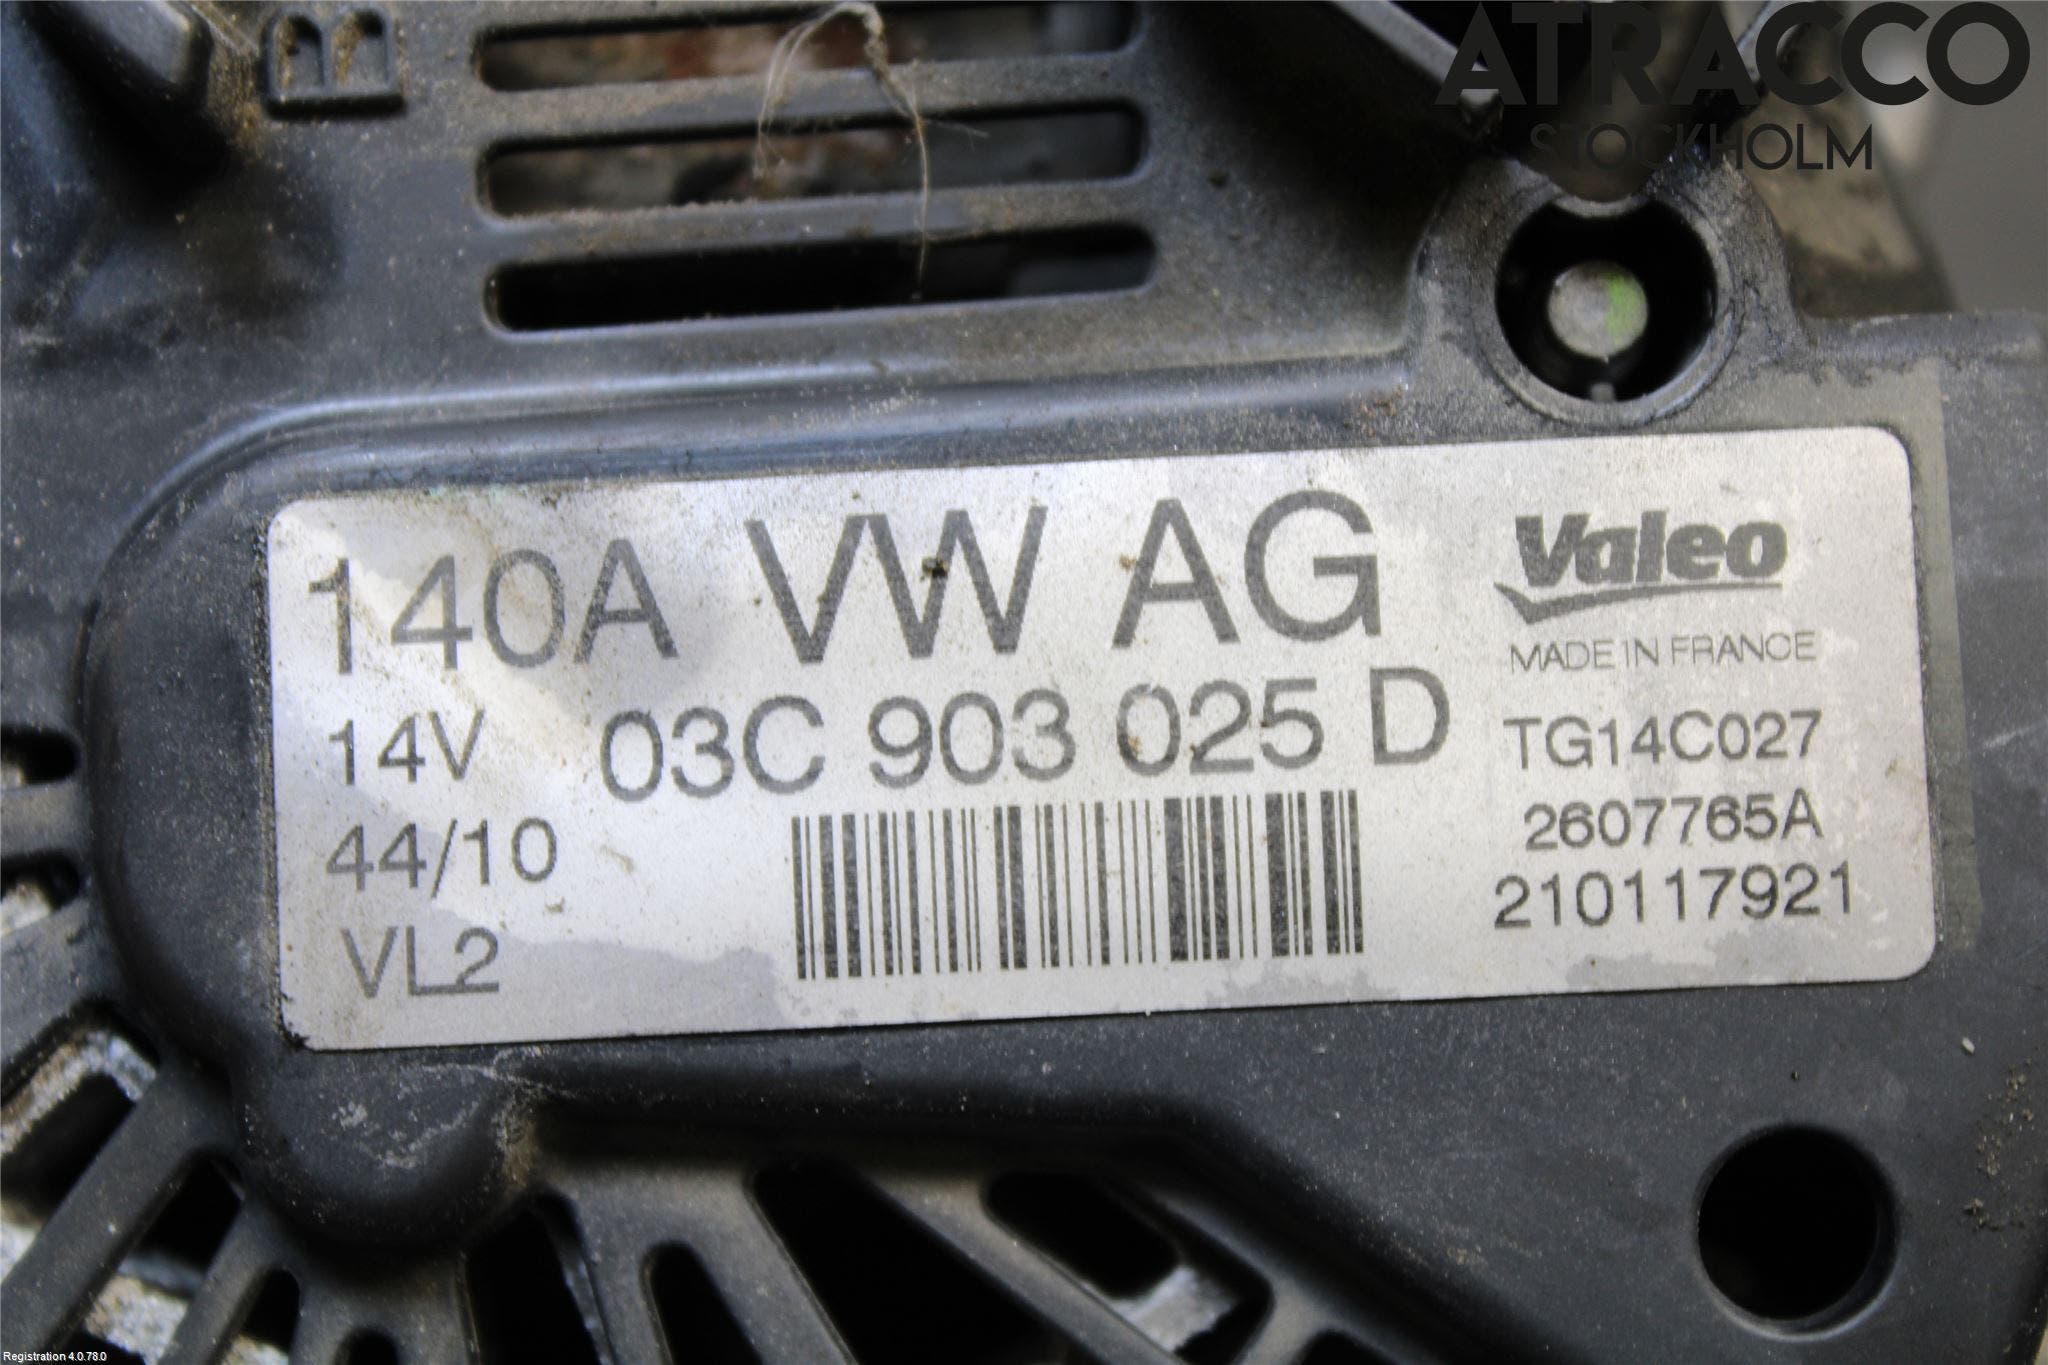 B+
ATRACCO
STOCKHOLM
140A VW AG
14V 03C 903 025 D
44/10
VL2
Valeo
MADE IN FRANCE
TG14C027
2607765A
210117921
Registration 4.0.78.0